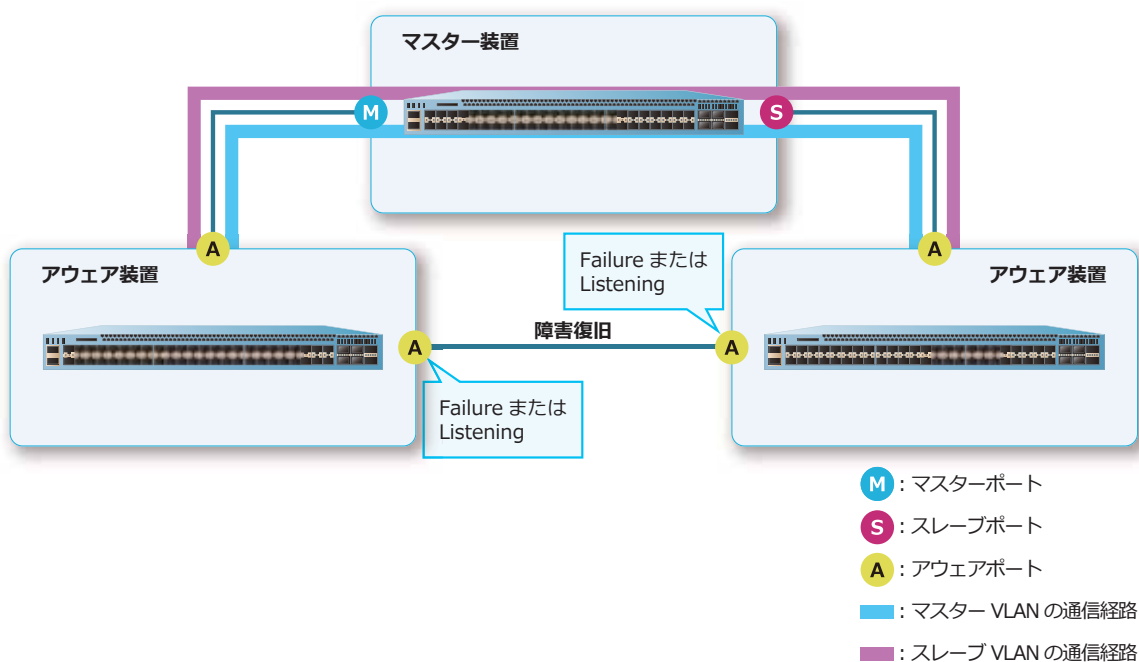 マスター装置
M
S
A
A
アウェア装置
Failure または
Listening
アウェア装置
障害復旧
A
A
Failure または
Listening
M : マスターポート
S : スレーブポート
A : アウェアポート
: マスター VLAN の通信経路
: スレーブ VLAN の通信経路